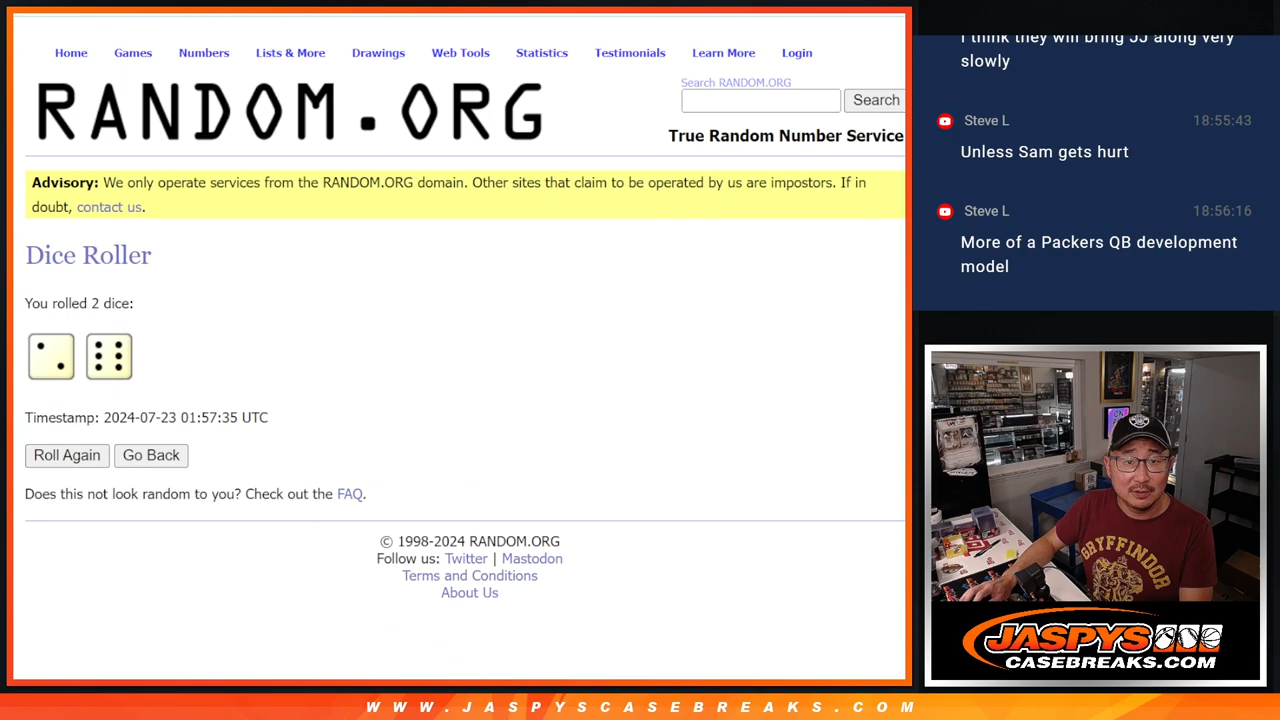 Home Games Numbers Lists & More Drawings Web Tools Statistics Testimonials Learn More Login
RANDOM.ORG
Search RANDOM.ORG
Search
True Random Number Service
Advisory: We only operate services from the RANDOM.ORG domain. Other sites that claim to be operated by us are impostors. If in
doubt, contact us.
Dice Roller
You rolled 2 dice:
Timestamp: 2024-07-23 01:57:35 UTC
Roll Again Go Back
Does this not look random to you? Check out the FAQ.
© 1998-2024 RANDOM.ORG
Follow us: Twitter | Mastodon
Terms and Conditions
About Us
I think they will bring JJ along very
slowly
Steve L 18:55:43
Unless Sam gets hurt
Steve L 18:56:16
More of a Packers QB development
model
GRYFFINDOR
JASPYS
CASEBREAKS.COM
WWW.JASPYSCASEBREAKS.COM